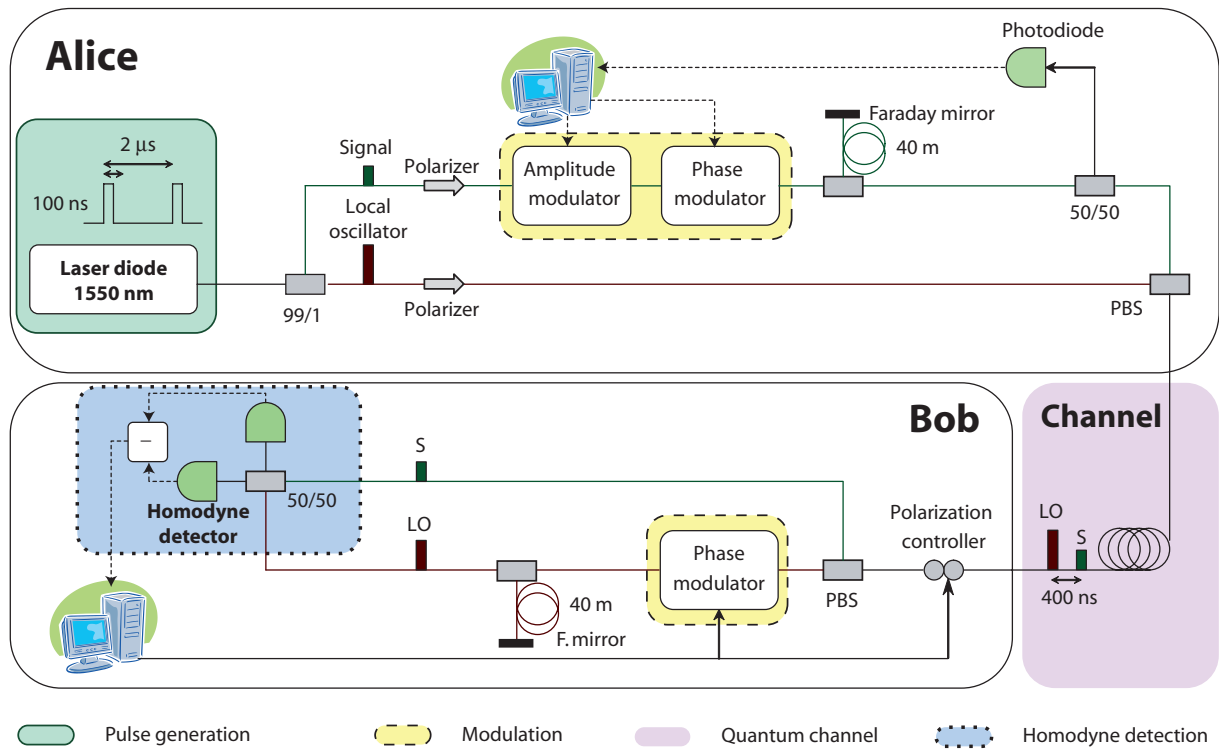 Alice
Photodiode
2 μs
100 ns
Laser diode
1550 nm
99/1
Signal
Local
oscillator
Polarizer
Polarizer
Amplitude
modulator
Phase
modulator
Faraday mirror
40 m
50/50
PBS
Bob
Channel
–
50/50
Homodyne
detector
S
LO
40 m
F. mirror
Phase
modulator
PBS
Polarization
controller
LO
S
400 ns
Pulse generation
Modulation
Quantum channel
Homodyne detection